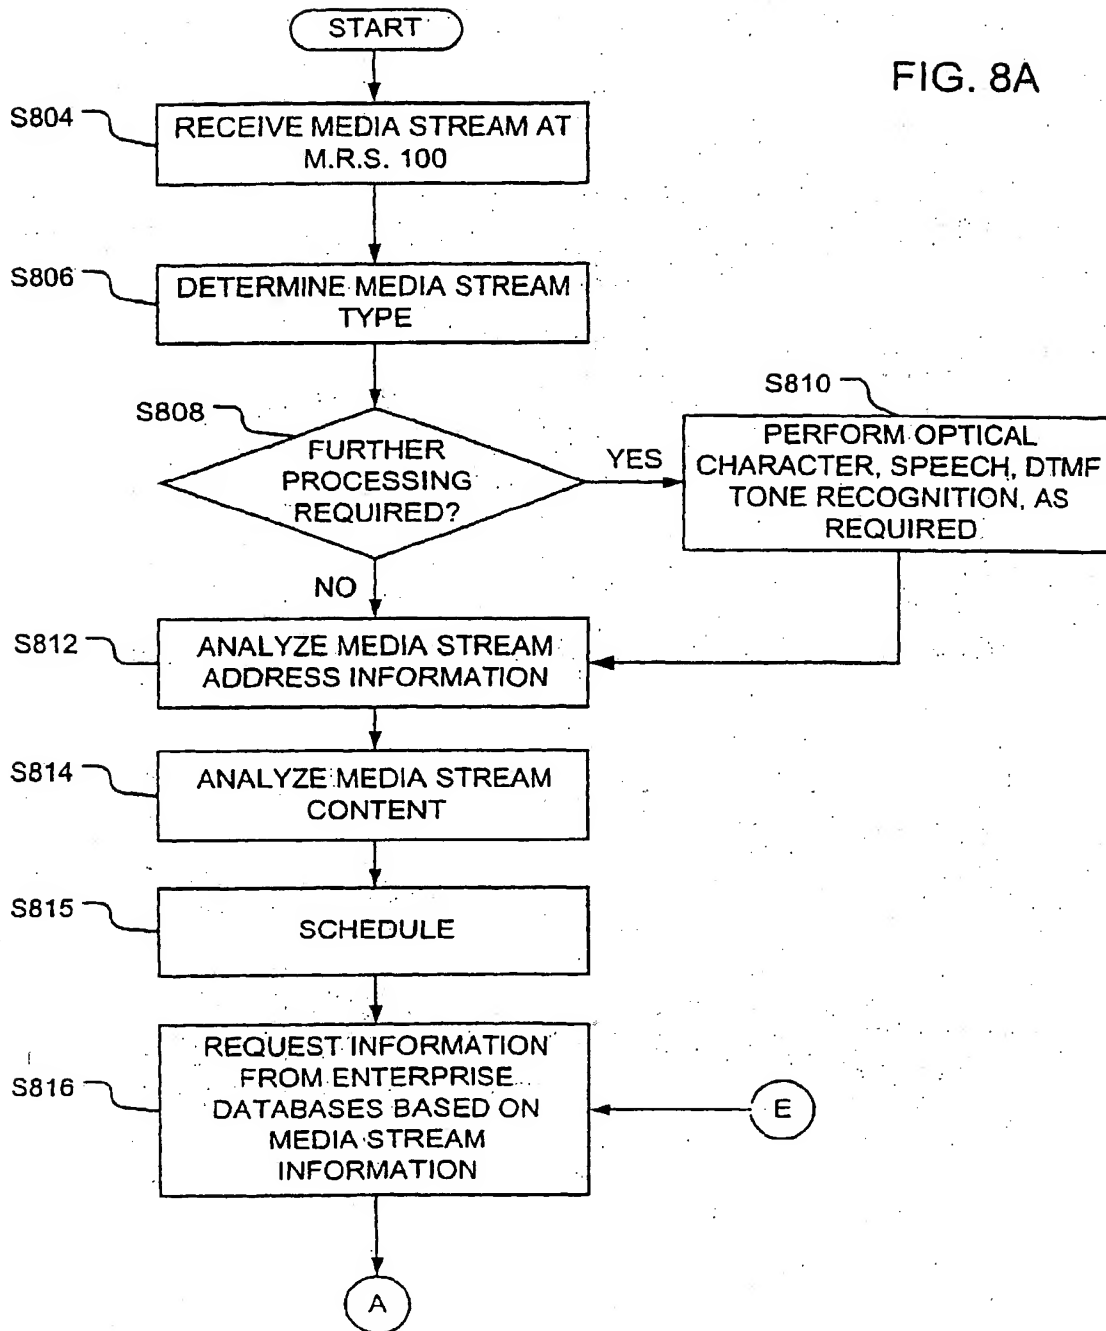 START
FIG. 8A
S804
RECEIVE MEDIA STREAM AT
M.R.S. 100
S806
DETERMINE MEDIA STREAM
TYPE
S808
FURTHER
PROCESSING
REQUIRED?
YES
S810
PERFORM OPTICAL
CHARACTER, SPEECH, DTMF
TONE RECOGNITION, AS
REQUIRED
NO
S812
ANALYZE MEDIA STREAM
ADDRESS INFORMATION
S814
ANALYZE MEDIA STREAM
CONTENT
S815
SCHEDULE
S816
REQUEST INFORMATION
FROM ENTERPRISE
DATABASES BASED ON
MEDIA STREAM
INFORMATION
E
A